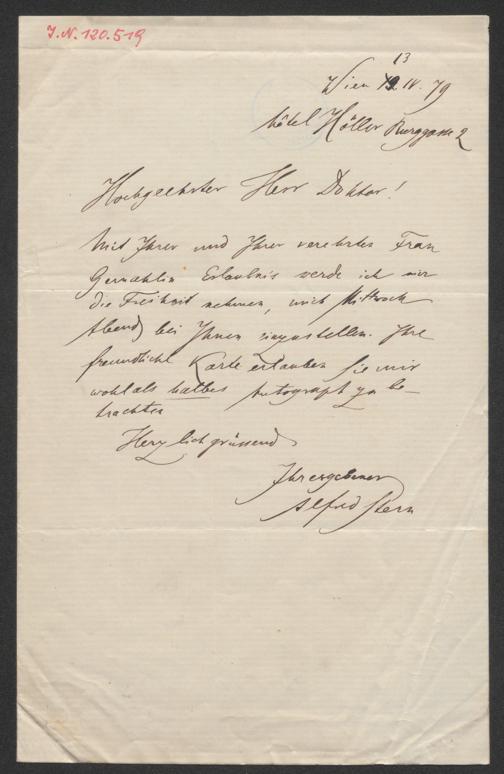 I.N. 120.519
13
Wien 19. IV. 79
Hôtel Höller Burggasse 2
Hochgeehrter Herr Doktor!
Mit Ihrer und Ihrer verehrten Frau
Gemahlin Erlaubnis werde ich mir
die Freiheit nehmen, mich Mittwoch
Abend bei Ihnen einzustellen. Ihre
freundliche Karte erlauben Sie mir
wohl als halbes Autograph zu be-
trachten
Herzlich grüssend
Ihr ergebener
Alfred Stern